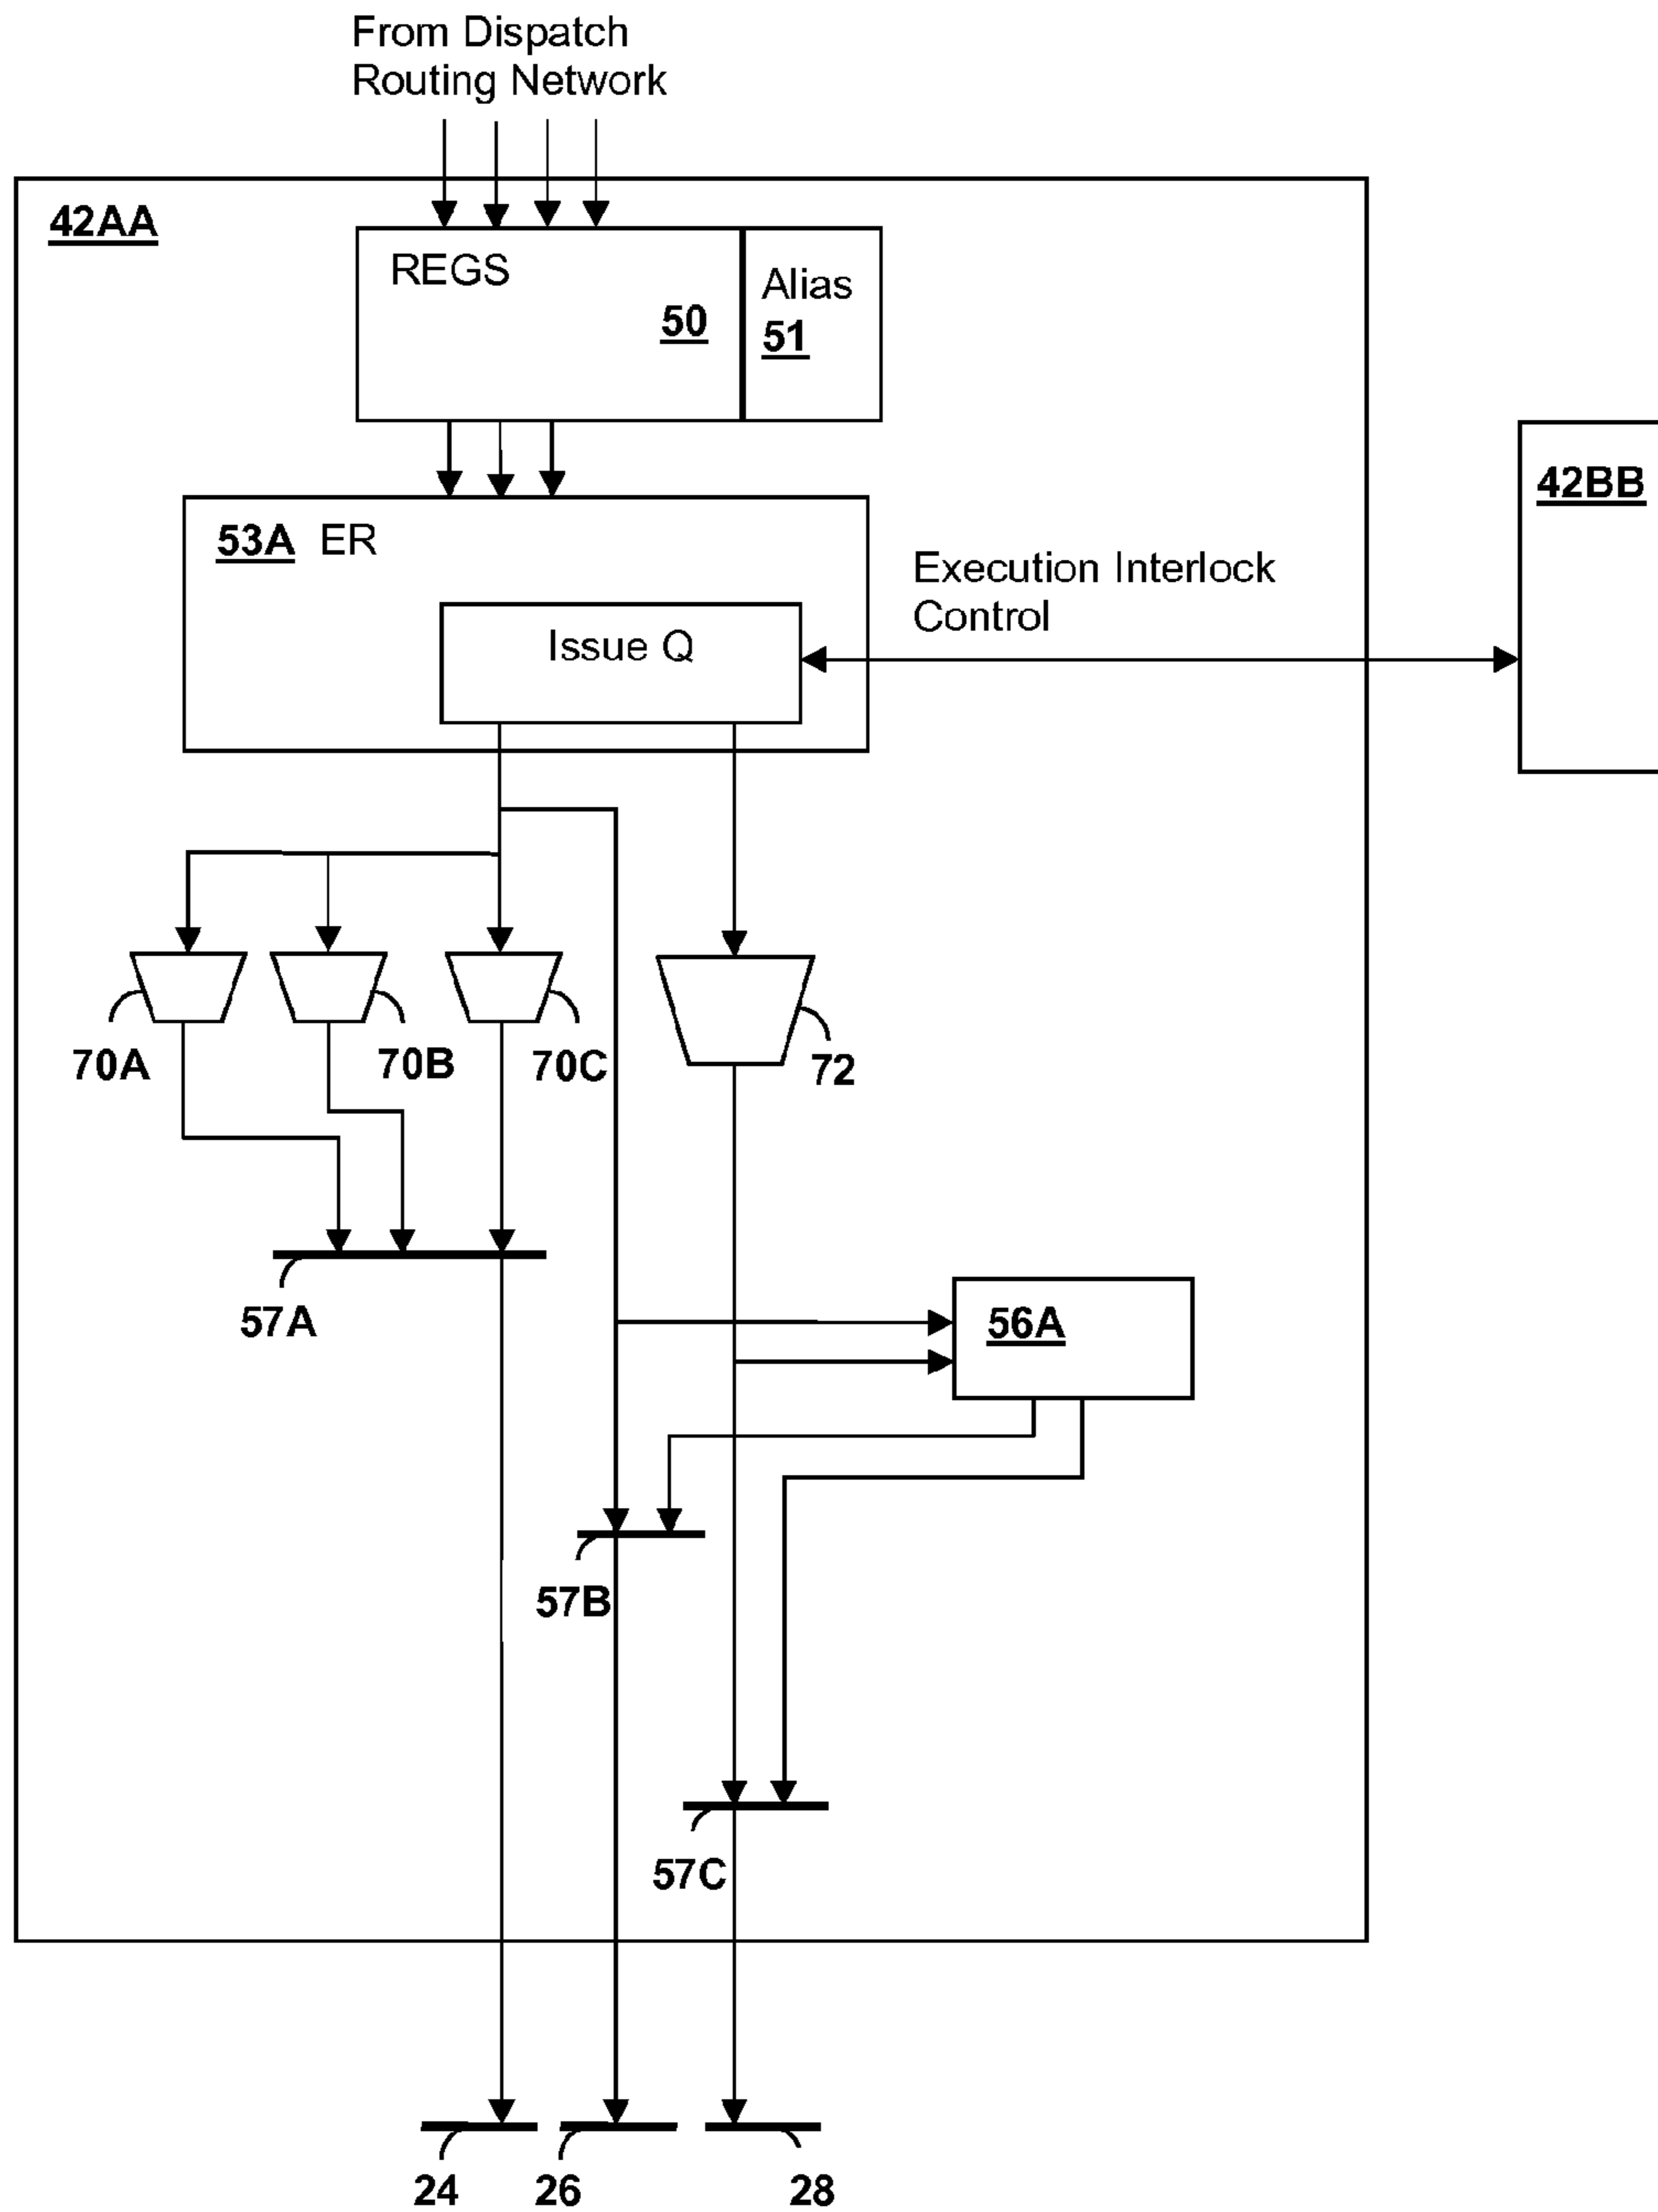 From Dispatch
Routing Network
42AA
REGS
50
Alias
51
42BB
53A ER
Execution Interlock
Control
Issue Q
70A
70B
70C
72
57A
56A
57B
57C
24
26
28